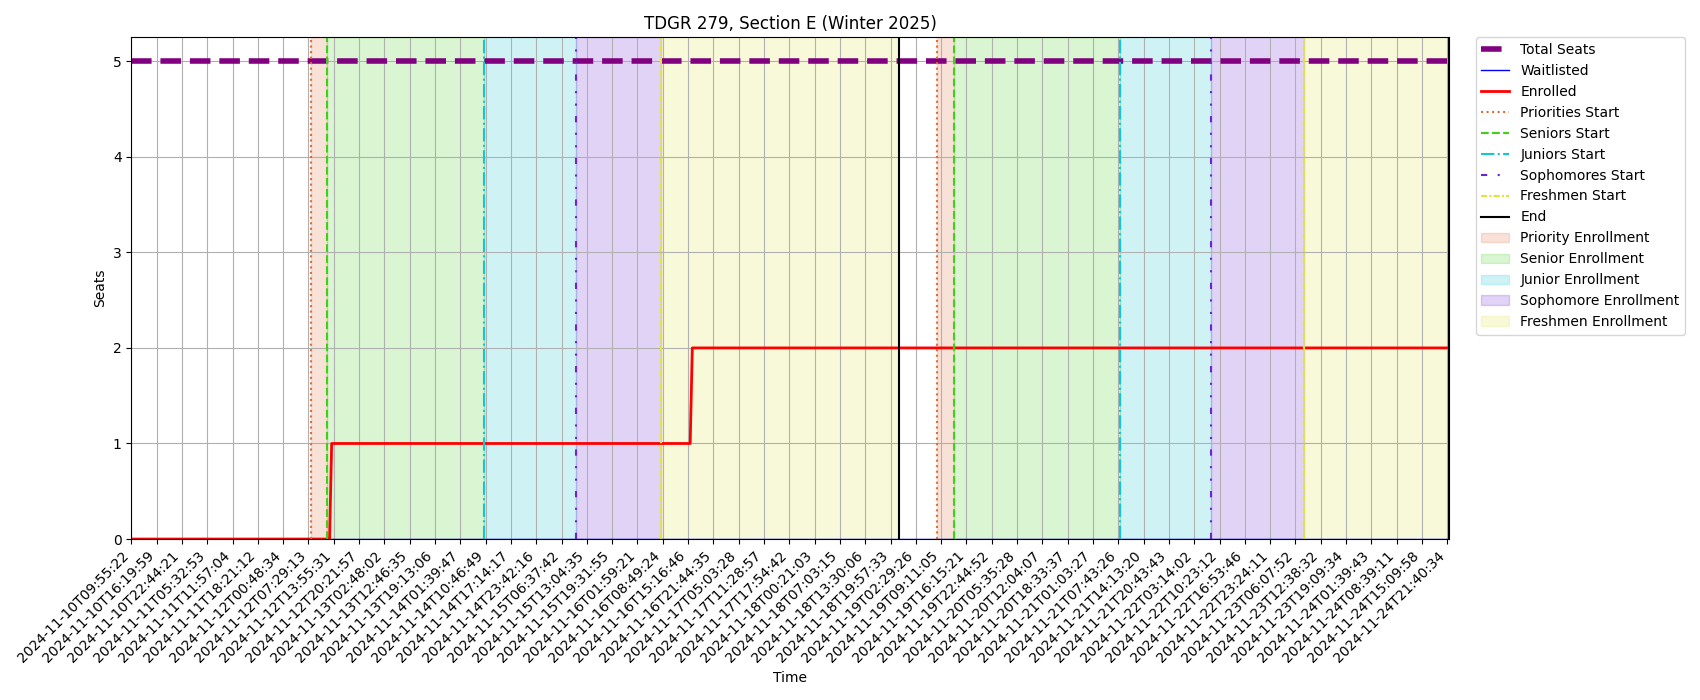 TDGR 279, Section E (Winter 2025)
Seats
5
4
3
2
1
0
2024-11-10T09:55:22
2024-11-10T16:19:59
2024-11-10T22:44:21
2024-11-11T05:32:53
2024-11-11T11:57:04
2024-11-11T18:21:12
2024-11-12T00:48:34
2024-11-12T07:29:13
2024-11-12T13:55:31
2024-11-12T20:21:57
2024-11-13T02:48:02
2024-11-13T12:46:35
2024-11-13T19:13:06
2024-11-14T01:39:47
2024-11-14T10:46:49
2024-11-14T17:14:17
2024-11-14T23:42:16
2024-11-15T06:37:42
2024-11-15T13:04:35
2024-11-15T19:31:55
2024-11-16T01:59:21
2024-11-16T08:49:24
2024-11-16T15:16:46
2024-11-16T21:44:35
2024-11-17T05:03:28
2024-11-17T11:28:57
2024-11-17T17:54:42
2024-11-18T00:21:03
2024-11-18T07:03:15
2024-11-18T13:30:06
2024-11-18T19:57:33
2024-11-19T02:29:26
2024-11-19T09:11:05
2024-11-19T16:15:21
2024-11-19T22:44:52
2024-11-20T05:35:28
2024-11-20T12:04:07
2024-11-20T18:33:37
2024-11-21T01:03:27
2024-11-21T07:43:26
2024-11-21T14:13:20
2024-11-21T20:43:43
2024-11-22T03:14:02
2024-11-22T10:23:12
2024-11-22T16:53:46
2024-11-22T23:24:11
2024-11-23T06:07:52
2024-11-23T12:38:32
2024-11-23T19:09:34
2024-11-24T01:39:43
2024-11-24T08:39:11
2024-11-24T15:09:58
2024-11-24T21:40:34
Time
Total Seats
Waitlisted
Enrolled
Priorities Start
Seniors Start
Juniors Start
Sophomores Start
Freshmen Start
End
Priority Enrollment
Senior Enrollment
Junior Enrollment
Sophomore Enrollment
Freshmen Enrollment